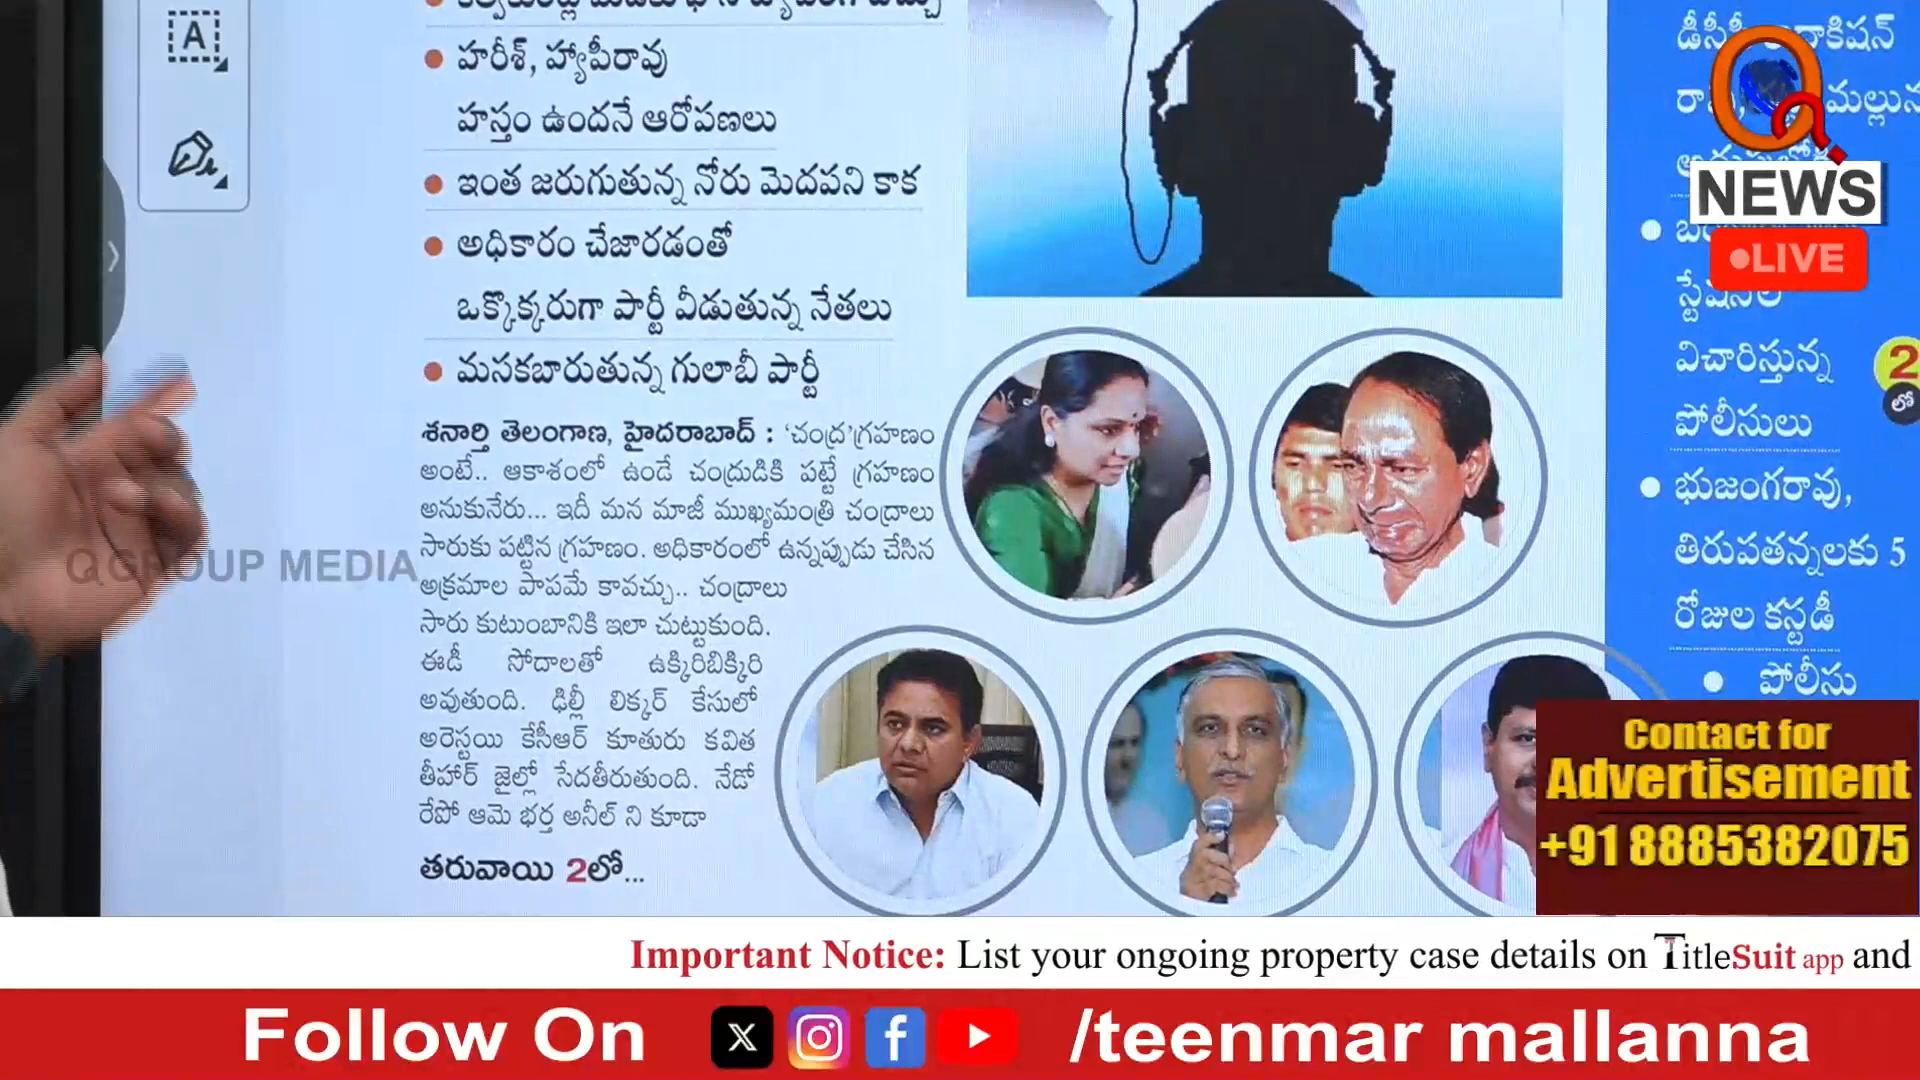 A
• హరీశ్, హ్యాపీరావు
హస్తం ఉందనే ఆరోపణలు
• ఇంత జరుగుతున్న నోరు మెదపని కాక
• అధికారం చేజారడంతో
ఒక్కొక్కరుగా పార్టీ వీడుతున్న నేతలు
• మసకబారుతున్న గులాబీ పార్టీ
శనార్తి తెలంగాణ, హైదరాబాద్ : 'చంద్ర'గ్రహణం
అంటే.. ఆకాశంలో ఉండే చంద్రుడికి పట్టే గ్రహణం
అనుకునేరు... ఇదీ మన మాజీ ముఖ్యమంత్రి చంద్రాలు
సారుకు పట్టిన గ్రహణం. అధికారంలో ఉన్నప్పుడు చేసిన
అక్రమాల పాపమే కావచ్చు.. చంద్రాలు
సారు కుటుంబానికి ఇలా చుట్టుకుంది.
ఈడీ సోదాలతో ఉక్కిరిబిక్కిరి
అవుతుంది. ఢిల్లీ లిక్కర్ కేసులో
అరెస్టయి కేసీఆర్ కూతురు కవిత
తీహార్ జైల్లో సేదతీరుతుంది. నేడో
రేపో ఆమె భర్త అనీల్ ని కూడా
తరువాయి 2లో...
GROUP MEDIA
విచారిస్తున్న
పోలీసులు
• భుజంగరావు,
తిరుపతన్నలకు 5
రోజుల కస్టడీ
• పోలీసు
2
లో
Q
NEWS
LIVE
Contact for
Advertisement
+91 8885382075
Important Notice: List your ongoing property case details on TitleSuit app and
Follow On /teenmar mallanna